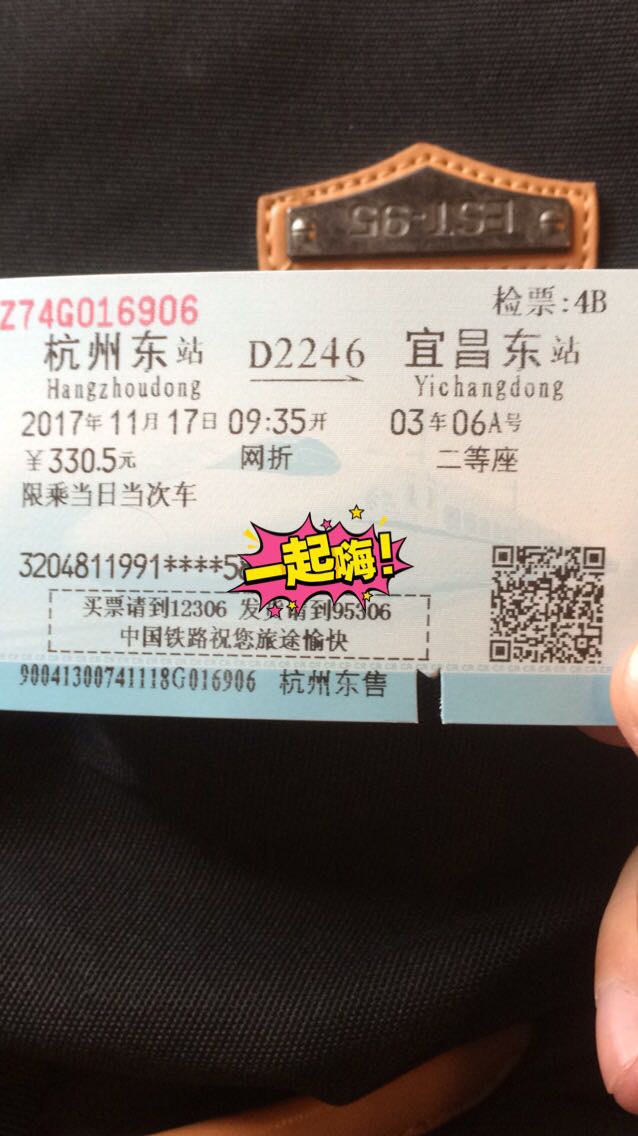 EST-95
Z74G016906 检票:4B
杭州东站 D2246 宜昌东站
Hangzhoudong Yichangdong
2017年11月17日 09:35开 03车06A号
￥330.5元 网折 二等座
限乘当日当次车
3204811991****5
一起嗨!
买票请到12306 发货请到95306
中国铁路祝您旅途愉快
90041300741118G016906 杭州东售